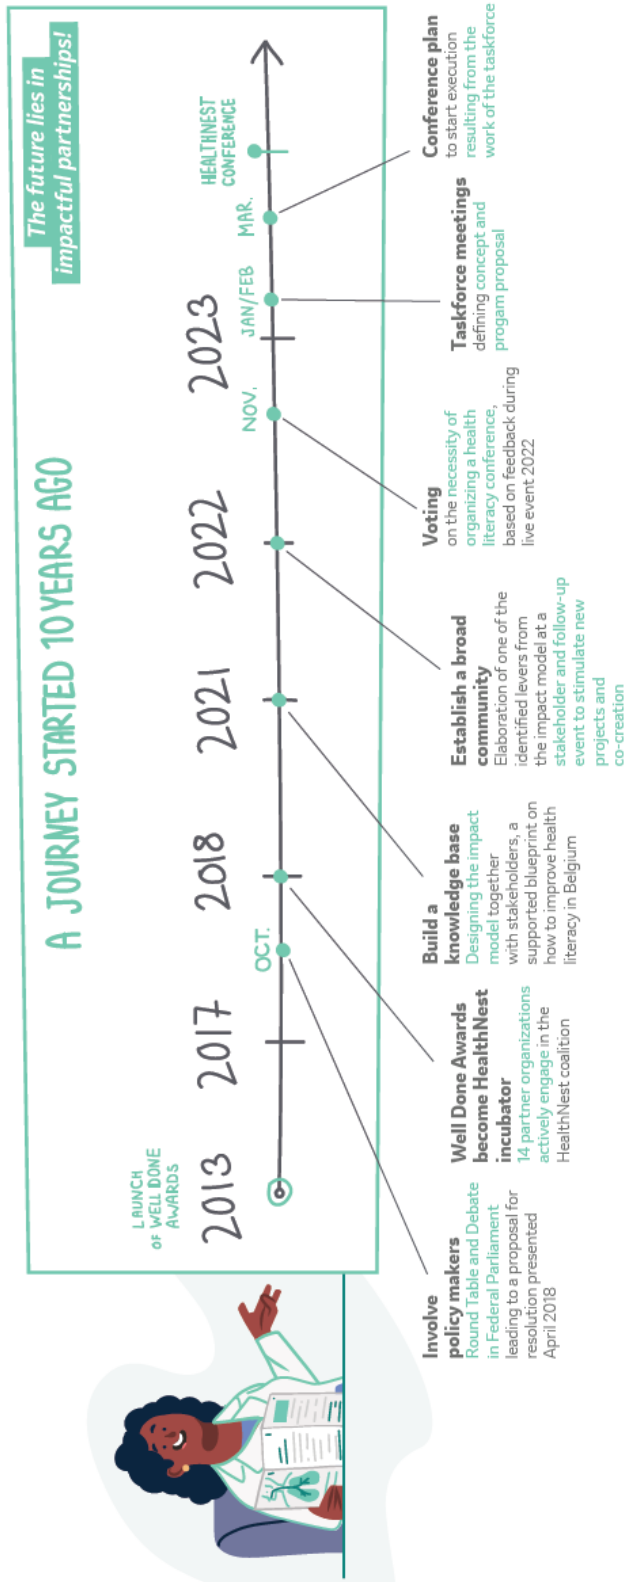 The future lies in
impactful partnerships!
A JOURNEY STARTED 10 YEARS AGO
LAUNCH
OF WELL DONE
AWARDS
2013
2017
OCT.
2018
2021
2022
NOV.
2023
JAN/FEB
MAR.
HEALTHNEST
CONFERENCE
Involve
policy makers
Round Table and Debate
in Federal Parliament
leading to a proposal for
resolution presented
April 2018
Well Done Awards
become HealthNest
incubator
14 partner organizations
actively engage in the
HealthNest coalition
Build a
knowledge base
Designing the impact
model together
with stakeholders, a
supported blueprint on
how to improve health
literacy in Belgium
Establish a broad
community
Elaboration of one of the
identified levers from
the impact model at a
stakeholder and follow-up
event to stimulate new
projects and
co-creation
Voting
on the necessity of
organizing a health
literacy conference,
based on feedback during
live event 2022
Taskforce meetings
defining concept and
progam proposal
Conference plan
to start execution
resulting from the
work of the taskforce